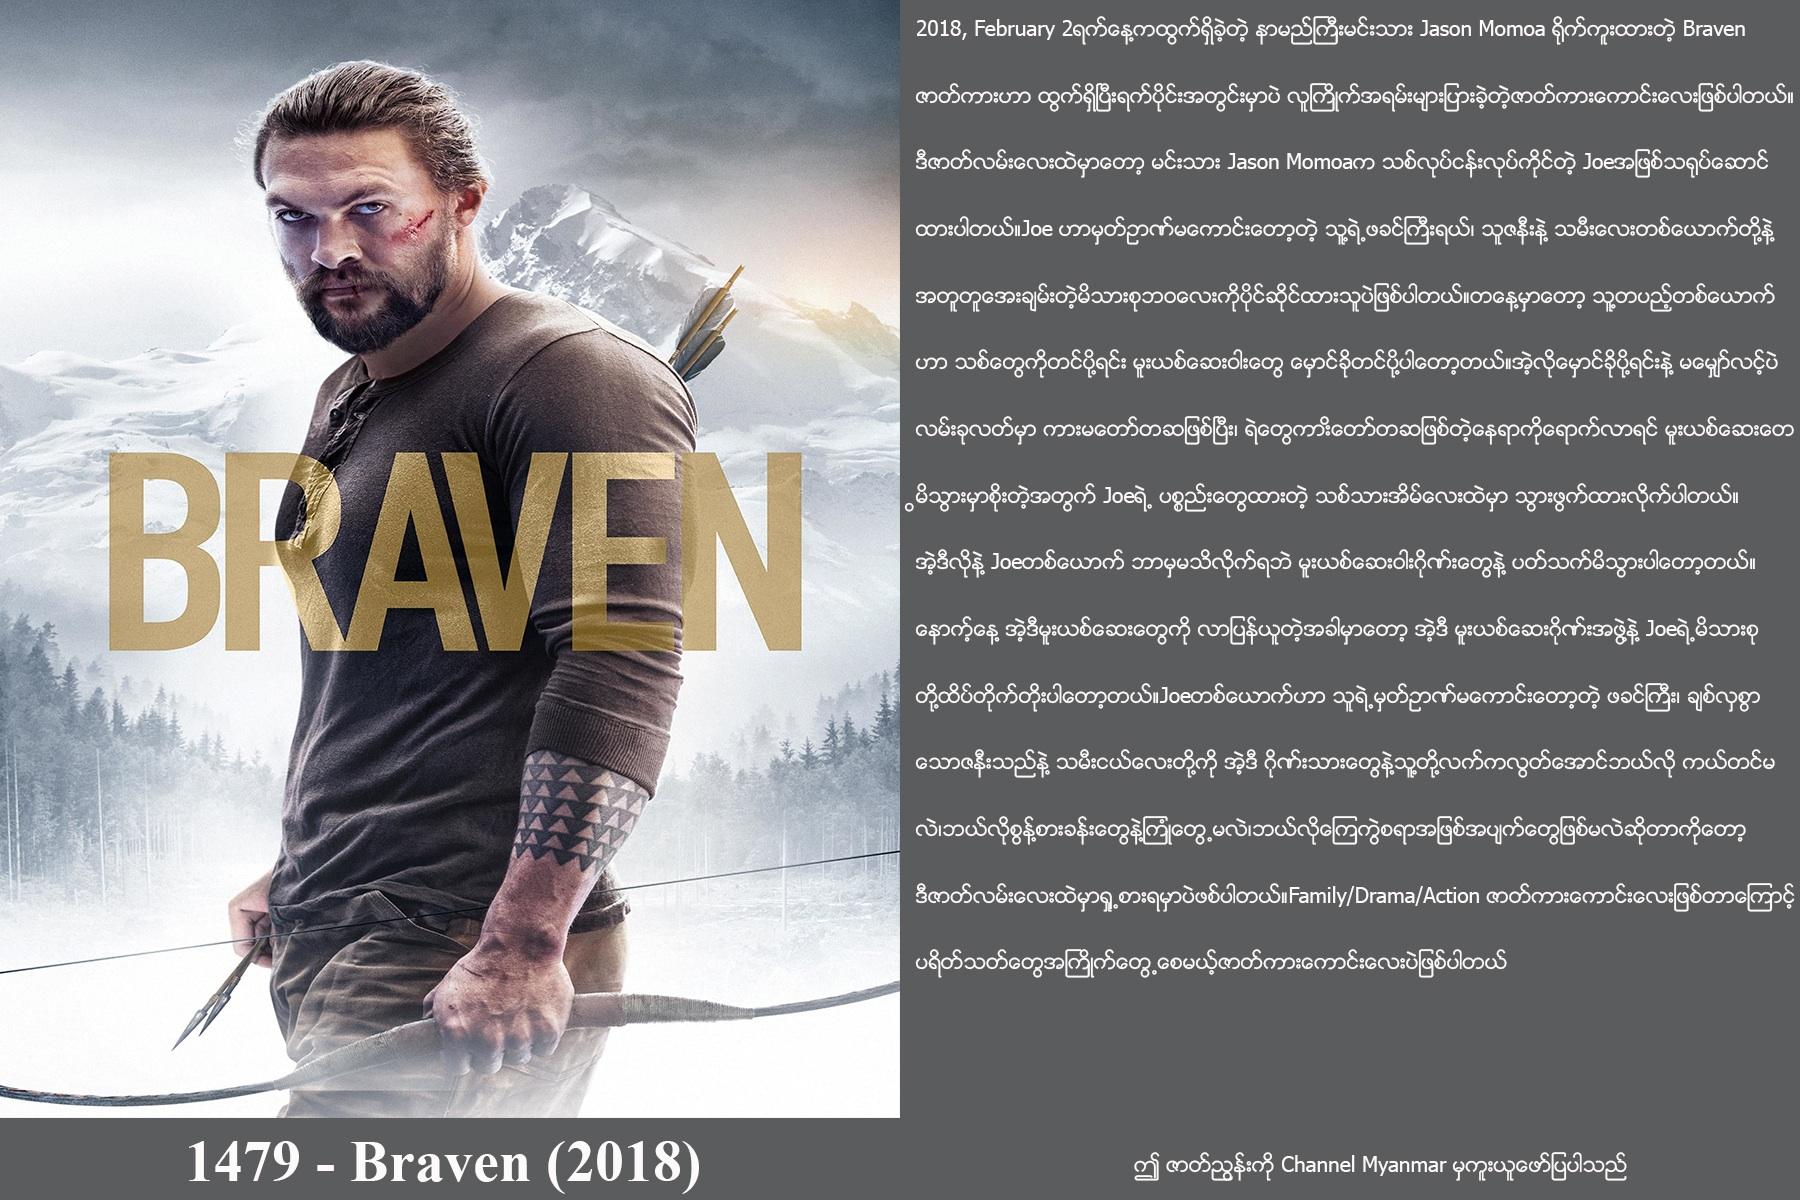 BRAVEN
1479 - Braven (2018)
2018, February 2ရက်နေ့ကထွက်ရှိခဲ့တဲ့ နာမည်ကြီးမင်းသား Jason Momoa ရိုက်ကူးထားတဲ့ Braven
ဇာတ်ကားဟာ ထွက်ရှိပြီးရက်ပိုင်းအတွင်းမှာပဲ လူကြိုက်အရမ်းများပြားခဲ့တဲ့ဇာတ်ကားကောင်းလေးဖြစ်ပါတယ်။
ဒီဇာတ်လမ်းလေးထဲမှာတော့ မင်းသား Jason Momoaက သစ်လုပ်ငန်းလုပ်ကိုင်တဲ့ Joeအဖြစ်သရုပ်ဆောင်
ထားပါတယ်။Joe ဟာမှတ်ဉာဏ်မကောင်းတော့တဲ့ သူ့ရဲ့ဖခင်ကြီးရယ်၊ သူဇနီးနဲ့ သမီးလေးတစ်ယောက်တို့နဲ့
အတူတူအေးချမ်းတဲ့မိသားစုဘဝလေးကိုပိုင်ဆိုင်ထားသူပဲဖြစ်ပါတယ်။တနေ့မှာတော့ သူ့တပည့်တစ်ယောက်
ဟာ သစ်တွေကိုတင်ပို့ရင်း မူးယစ်ဆေးဝါးတွေ မှောင်ခိုတင်ပို့ပါတော့တယ်။အဲ့လိုမှောင်ခိုပို့ရင်းနဲ့ မမျှော်လင့်ပဲ
လမ်းခုလတ်မှာ ကားမတော်တဆဖြစ်ပြီး၊ ရဲတွေကားိတော်တဆဖြစ်တဲ့နေရာကိုရောက်လာရင် မူးယစ်ဆေးတေ
ွမိသွားမှာစိုးတဲ့အတွက် Joeရဲ့ ပစ္စည်းတွေထားတဲ့ သစ်သားအိမ်လေးထဲမှာ သွားဖွက်ထားလိုက်ပါတယ်။
အဲ့ဒီလိုနဲ့ Joeတစ်ယောက် ဘာမှမသိလိုက်ရဘဲ မူးယစ်ဆေးဝါးဂိုဏ်းတွေနဲ့ ပတ်သက်မိသွားပါတော့တယ်။
နောက့်နေ့ အဲ့ဒီမူးယစ်ဆေးတွေကို လာပြန်ယူတဲ့အခါမှာတော့ အဲ့ဒီ မူးယစ်ဆေးဂိုဏ်းအဖွဲ့နဲ့ Joeရဲ့မိသားစု
တို့ထိပ်တိုက်တိုးပါတော့တယ်။Joeတစ်ယောက်ဟာ သူရဲ့မှတ်ဉာဏ်မကောင်းတော့တဲ့ ဖခင်ကြီး၊ ချစ်လှစွာ
သောဇနီးသည်နဲ့ သမီးငယ်လေးတို့ကို အဲ့ဒီ ဂိုဏ်းသားတွေနဲ့သူ့တို့လက်ကလွတ်အောင်ဘယ်လို ကယ်တင်မ
လဲ၊ဘယ်လိုစွန့်စားခန်းတွေနဲ့ကြုံတွေ့မလဲ၊ဘယ်လိုကြေကွဲစရာအဖြစ်အပျက်တွေဖြစ်မလဲဆိုတာကိုတော့
ဒီဇာတ်လမ်းလေးထဲမှာရှု့စားရမှာပဲဖစ်ပါတယ်။Family/Drama/Action ဇာတ်ကားကောင်းလေးဖြစ်တာကြောင့်
ပရိတ်သတ်တွေအကြိုက်တွေ့စေမယ့်ဇာတ်ကားကောင်းလေးပဲဖြစ်ပါတယ်
ဤ ဇာတ်ညွှန်းကို Channel Myanmar မှကူးယူဖော်ပြပါသည်